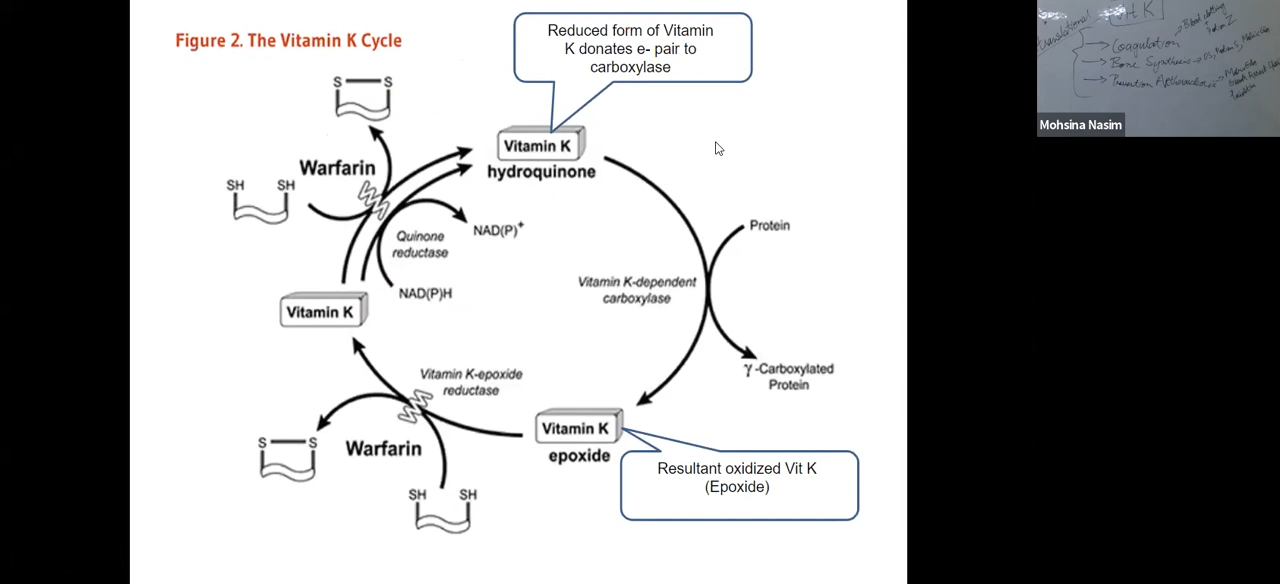 Figure 2. The Vitamin K Cycle
Reduced form of Vitamin
K donates e- pair to
carboxylase
S S
Warfarin
SH SH
Vitamin K
hydroquinone
Quinone
reductase
NAD(P)⁺
NAD(P)H
Vitamin K
Protein
Vitamin K-dependent
carboxylase
γ-Carboxylated
Protein
Vitamin K-epoxide
reductase
S S
Warfarin
SH SH
Vitamin K
epoxide
Resultant oxidized Vit K
(Epoxide)
Vit K
Coagulation
Blood clotting
Bone Synthesis
Mohsina Nasim